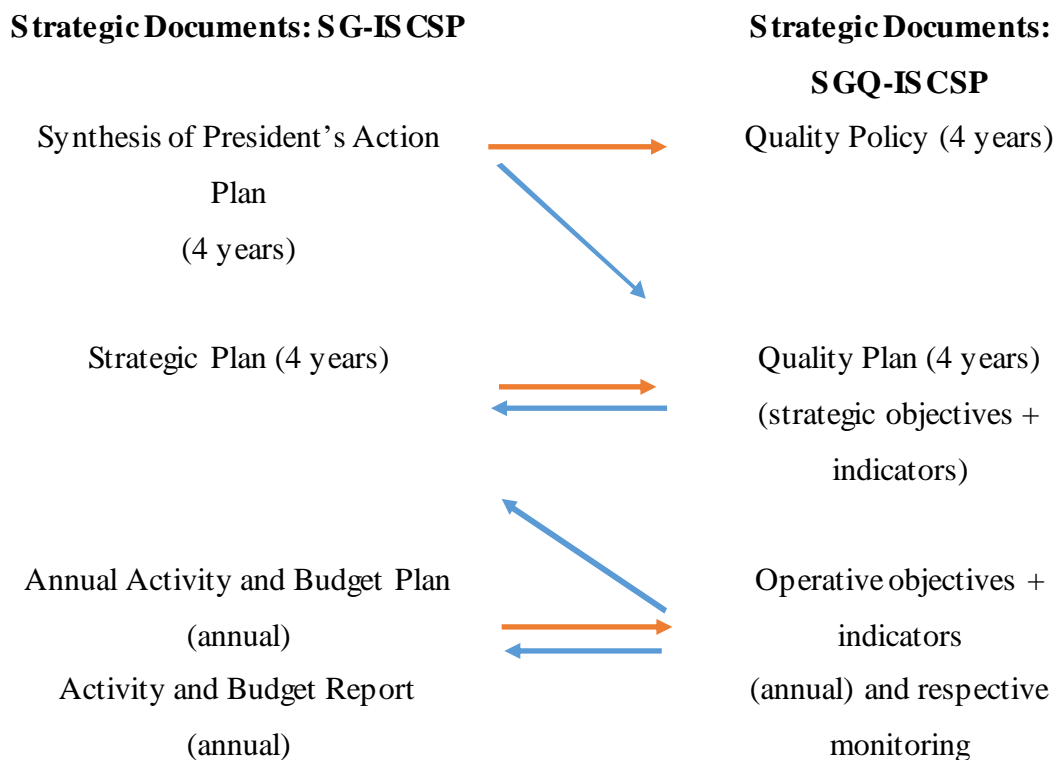 Strategic Documents: SG-ISCSP
Synthesis of President's Action
Plan
(4 years)
Strategic Plan (4 years)
Annual Activity and Budget Plan
(annual)
Activity and Budget Report
(annual)
Strategic Documents:
SGQ-ISCSP
Quality Policy (4 years)
Quality Plan (4 years)
(strategic objectives +
indicators)
Operative objectives +
indicators
(annual) and respective
monitoring